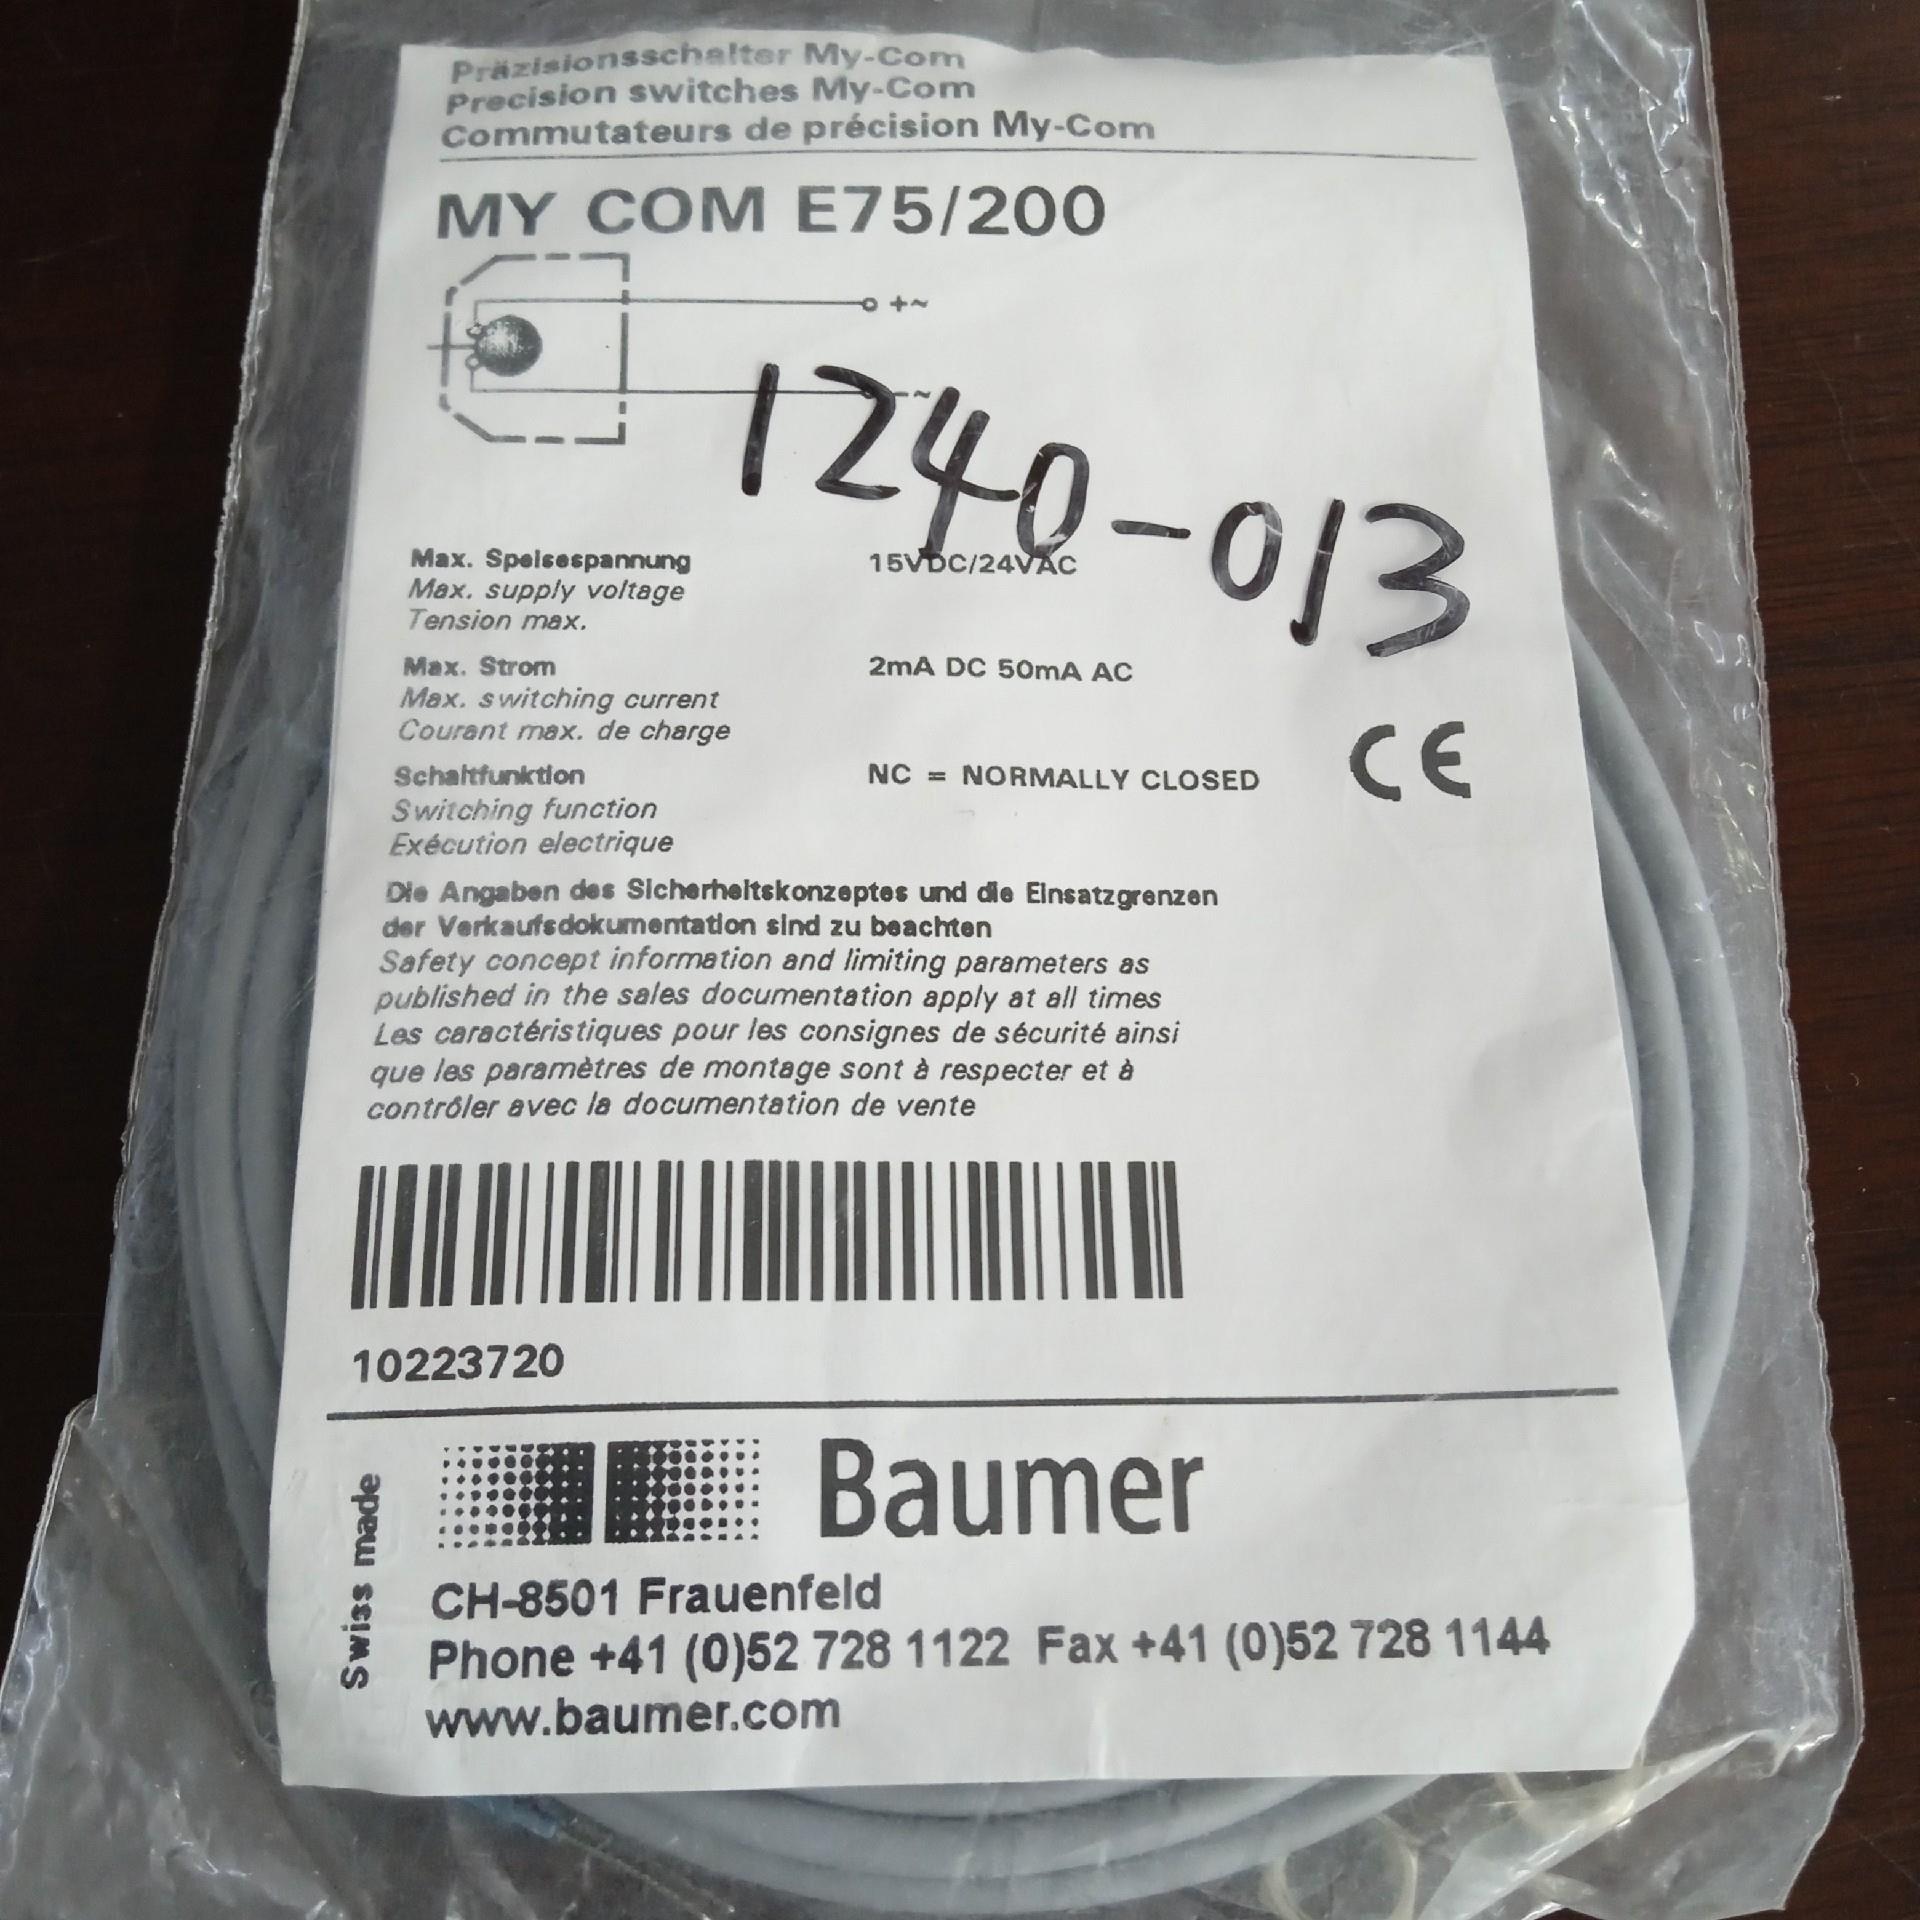 Präzisionsschalter My-Com
Precision switches My-Com
Commutateurs de précision My-Com
MY COM E75/200
+~
-~
1240-013
Max. Speisespannung 15VDC/24VAC
Max. supply voltage
Tension max.
Max. Strom 2mA DC 50mA AC
Max. switching current
Courant max. de charge
Schaltfunktion NC = NORMALLY CLOSED
Switching function
Exécution electrique
CE
Die Angaben des Sicherheitskonzeptes und die Einsatzgrenzen
der Verkaufsdokumentation sind zu beachten
Safety concept information and limiting parameters as
published in the sales documentation apply at all times
Les caractéristiques pour les consignes de sécurité ainsi
que les paramètres de montage sont à respecter et à
contrôler avec la documentation de vente
10223720
Swiss made
Baumer
CH-8501 Frauenfeld
Phone +41 (0)52 728 1122 Fax +41 (0)52 728 1144
www.baumer.com